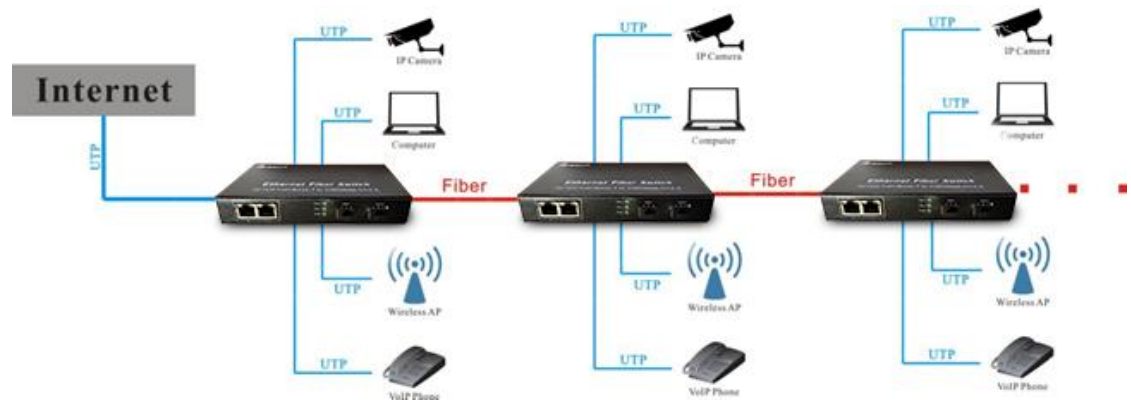 UTP
IP Camera
UTP
Computer
Internet
UTP
Ethernet Fiber Switch
UTP
Wireless AP
UTP
VoIP Phone
Fiber
UTP
IP Camera
UTP
Computer
Ethernet Fiber Switch
UTP
Wireless AP
UTP
VoIP Phone
Fiber
UTP
IP Camera
UTP
Computer
Ethernet Fiber Switch
UTP
Wireless AP
UTP
VoIP Phone